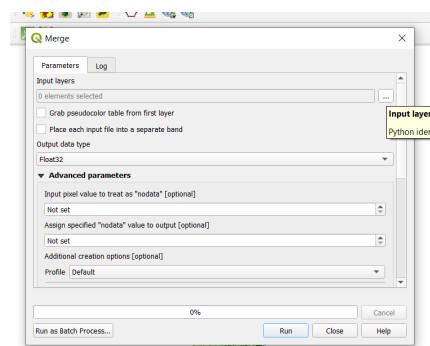 Merge
Parameters Log
Input layers
0 elements selected
...
Input layer
Grab pseudocolor table from first layer
Place each input file into a separate band
Python iden
Output data type
Float32
Advanced parameters
Input pixel value to treat as "nodata" [optional]
Not set
Assign specified "nodata" value to output [optional]
Not set
Additional creation options [optional]
Profile Default
0%
Cancel
Run as Batch Process...
Run
Close
Help